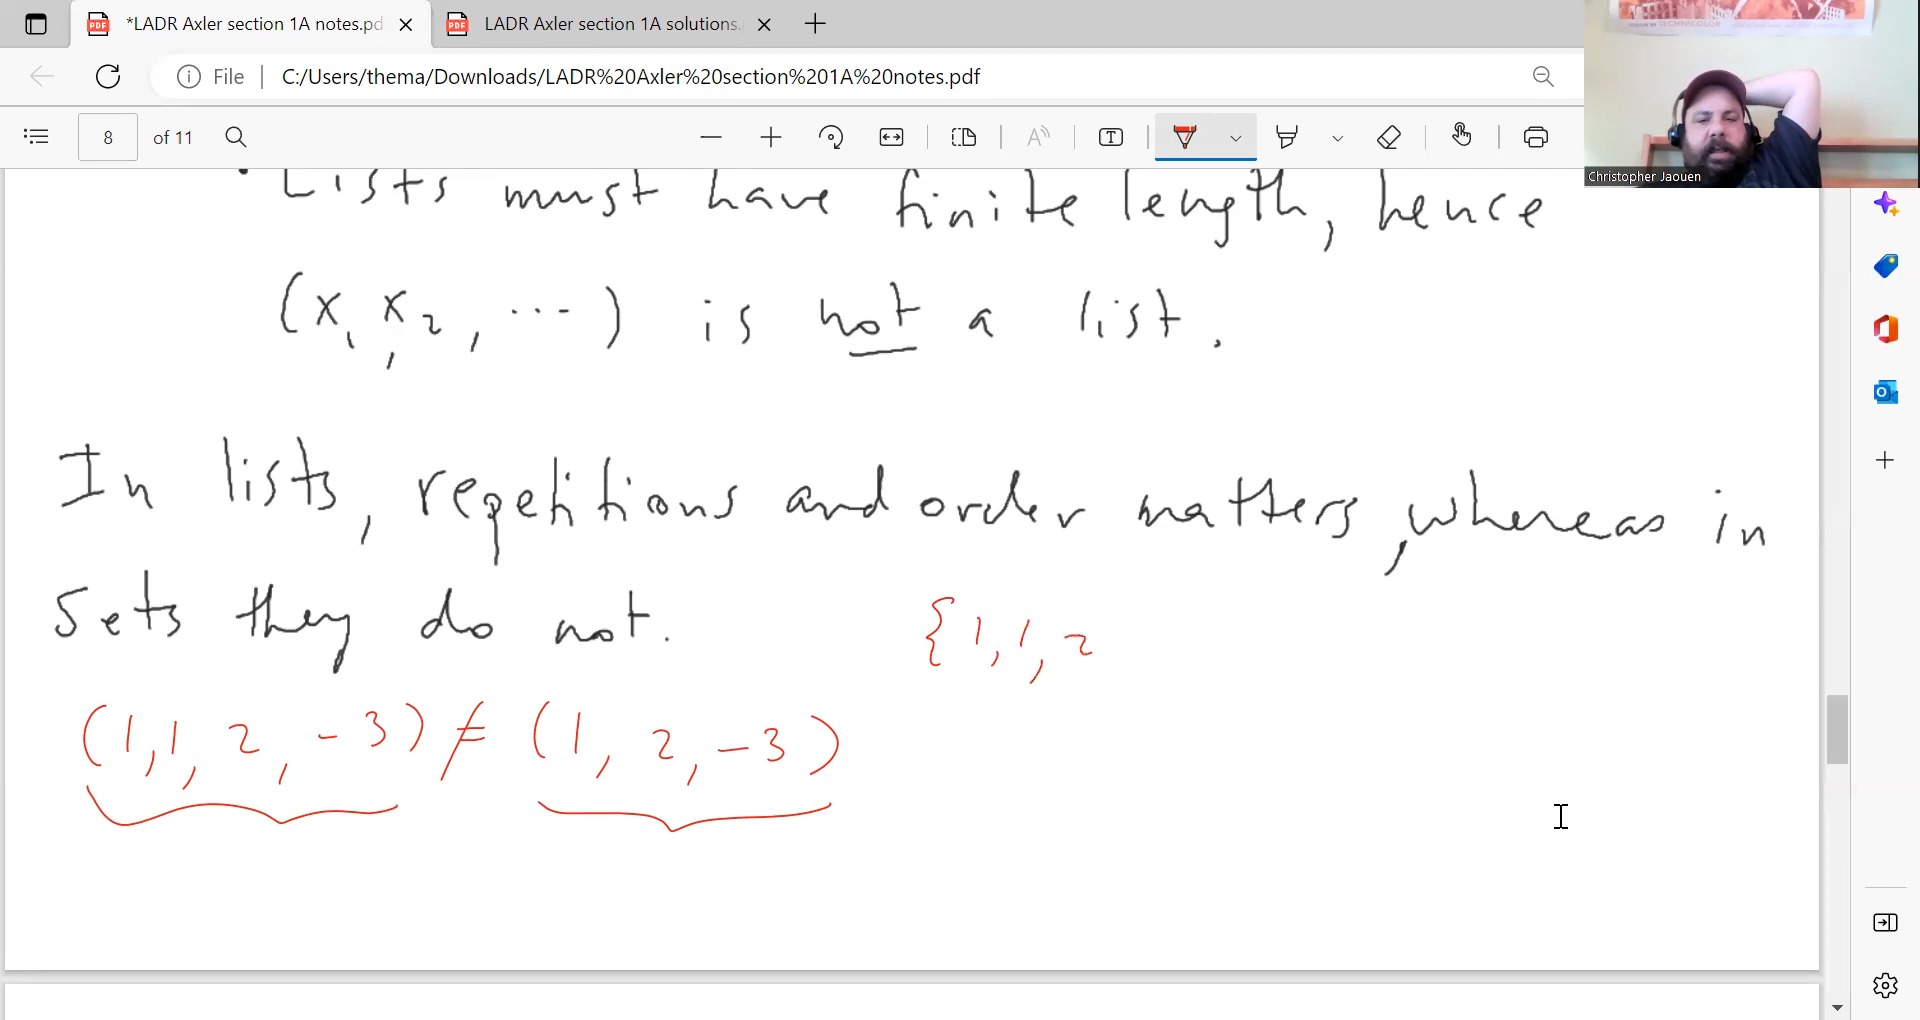 *LADR Axler section 1A notes.pd
LADR Axler section 1A solutions.
File
C:/Users/thema/Downloads/LADR%20Axler%20section%201A%20notes.pdf
8 of 11
Christopher Jaouen
• Lists must have finite length, hence
(x₁, x₂, ⋯) is not a list.
In lists, repetitions and order matters, whereas in
sets they do not.
{1, 1, 2
(1, 1, 2, -3) ≠ (1, 2, -3)